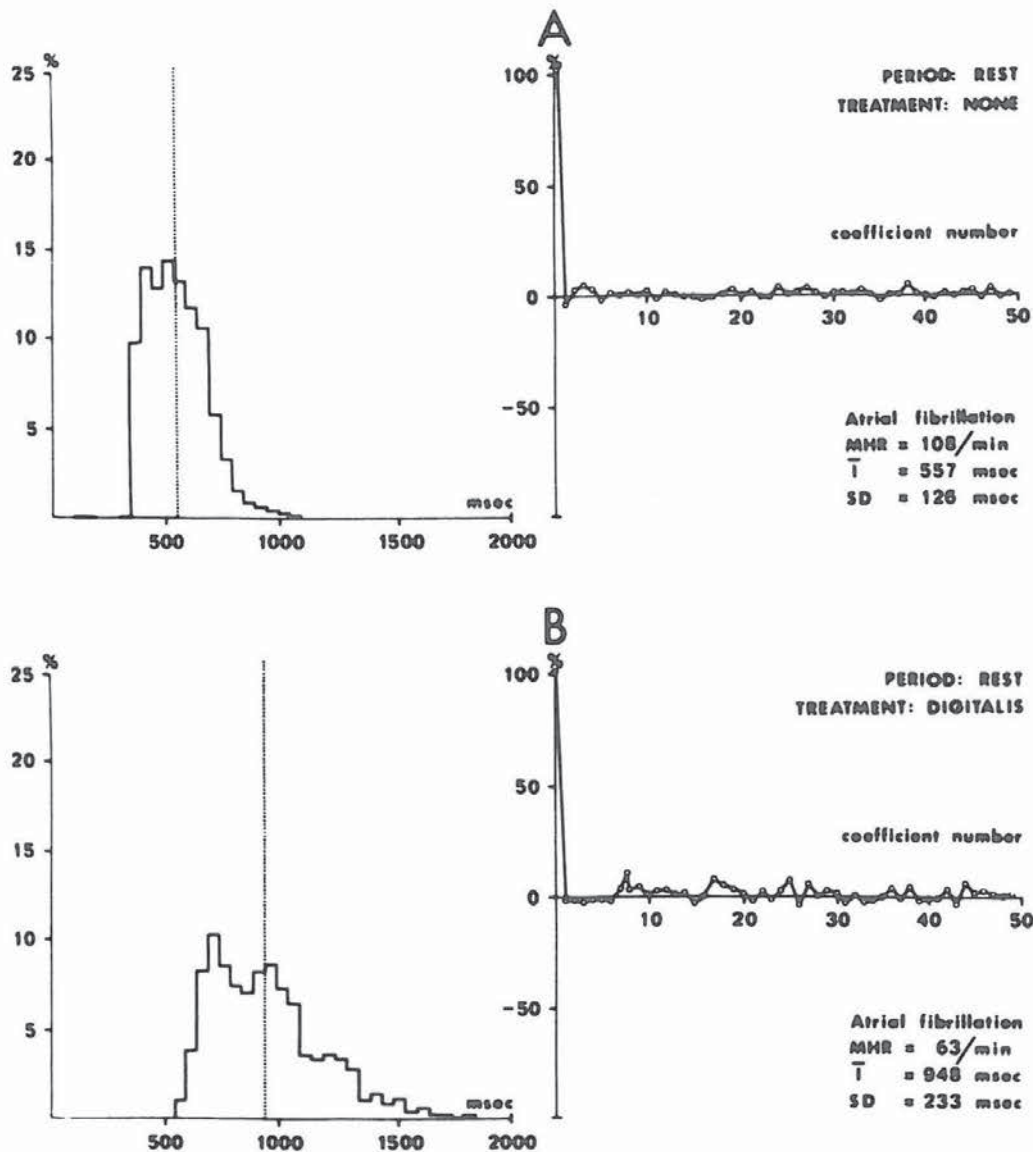 A
%
25
20
15
10
5
msec
500
1000
1500
2000
%
100
50
0
-50
PERIOD: REST
TREATMENT: NONE
coefficient number
10
20
30
40
50
Atrial fibrillation
MHR = 108/min
I̅ = 557 msec
SD = 126 msec
B
%
25
20
15
10
5
msec
500
1000
1500
2000
%
100
50
0
-50
PERIOD: REST
TREATMENT: DIGITALIS
coefficient number
10
20
30
40
50
Atrial fibrillation
MHR = 63/min
I̅ = 948 msec
SD = 233 msec